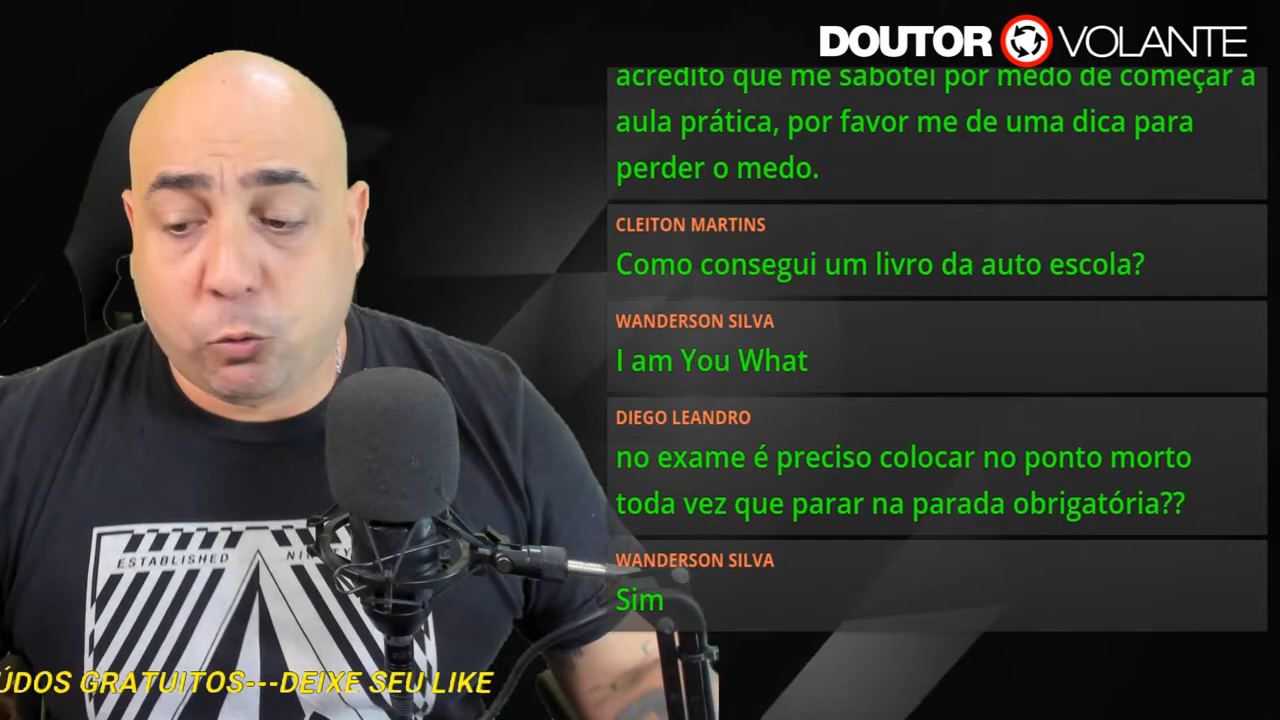 DOUTOR VOLANTE
acredito que me sabotei por medo de começar a
aula prática, por favor me de uma dica para
perder o medo.
CLEITON MARTINS
Como consegui um livro da auto escola?
WANDERSON SILVA
I am You What
DIEGO LEANDRO
no exame é preciso colocar no ponto morto
toda vez que parar na parada obrigatória??
WANDERSON SILVA
Sim
ESTABLISHED
ÚDOS GRATUITOS---DEIXE SEU LIKE